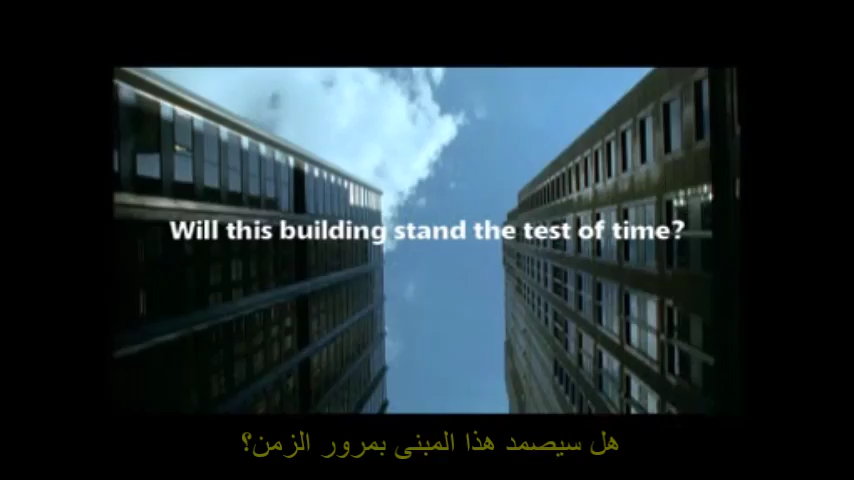 Will this building stand the test of time?
هل سيصمد هذا المبنى بمرور الزمن؟